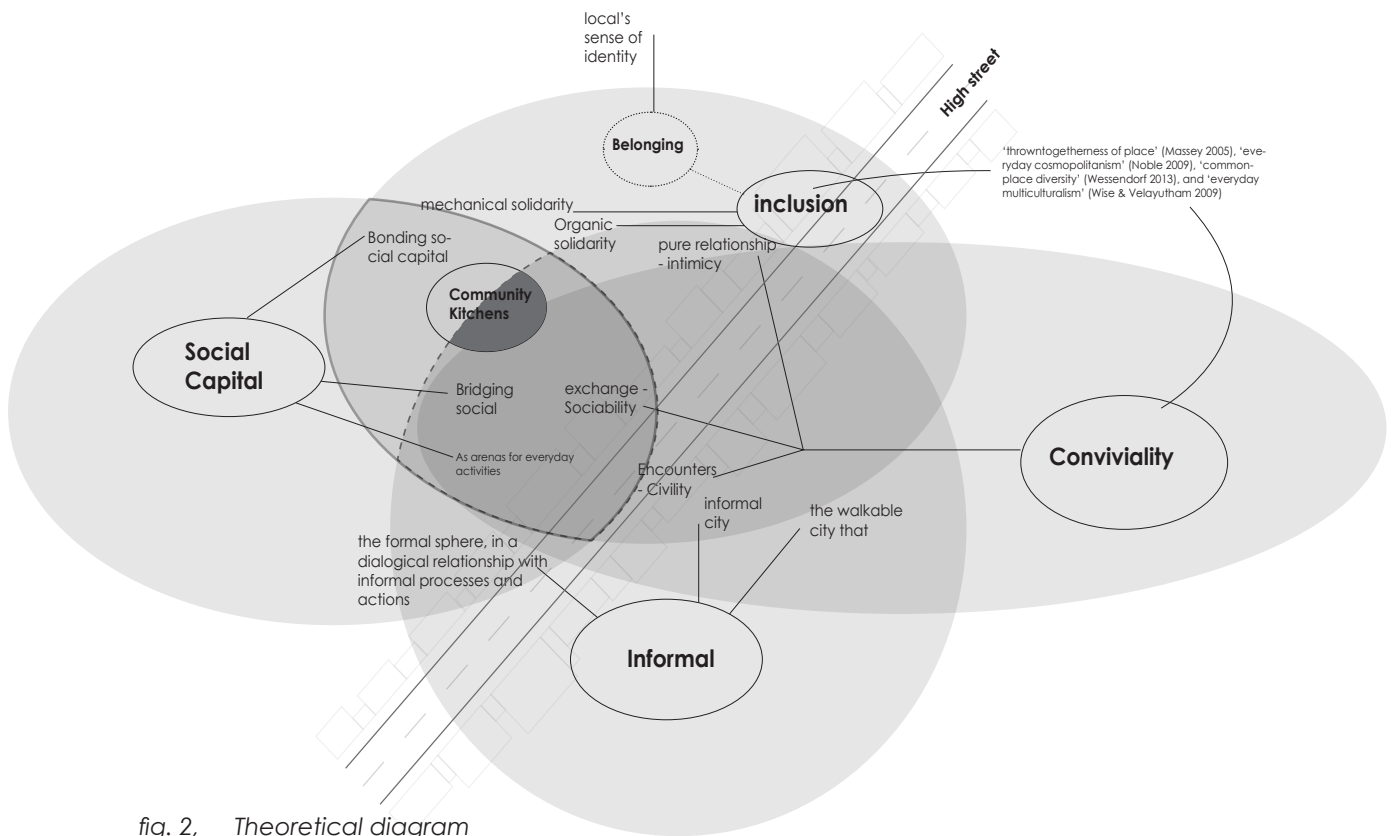 local's
sense of
identity
High street
Belonging
'throwntogetherness of place' (Massey 2005), 'eve-
ryday cosmopolitanism' (Noble 2009), 'common-
place diversity' (Wessendorf 2013), and 'everyday
multiculturalism' (Wise & Velayutham 2009)
inclusion
mechanical solidarity
Organic
solidarity
pure relationship
- intimicy
Bonding so-
cial capital
Community
Kitchens
Social
Capital
Bridging
social
exchange -
Sociability
As arenas for everyday
activities
Conviviality
Encounters
- Civility
informal
city
the walkable
city that
the formal sphere, in a
dialogical relationship with
informal processes and
actions
Informal
fig. 2, Theoretical diagram